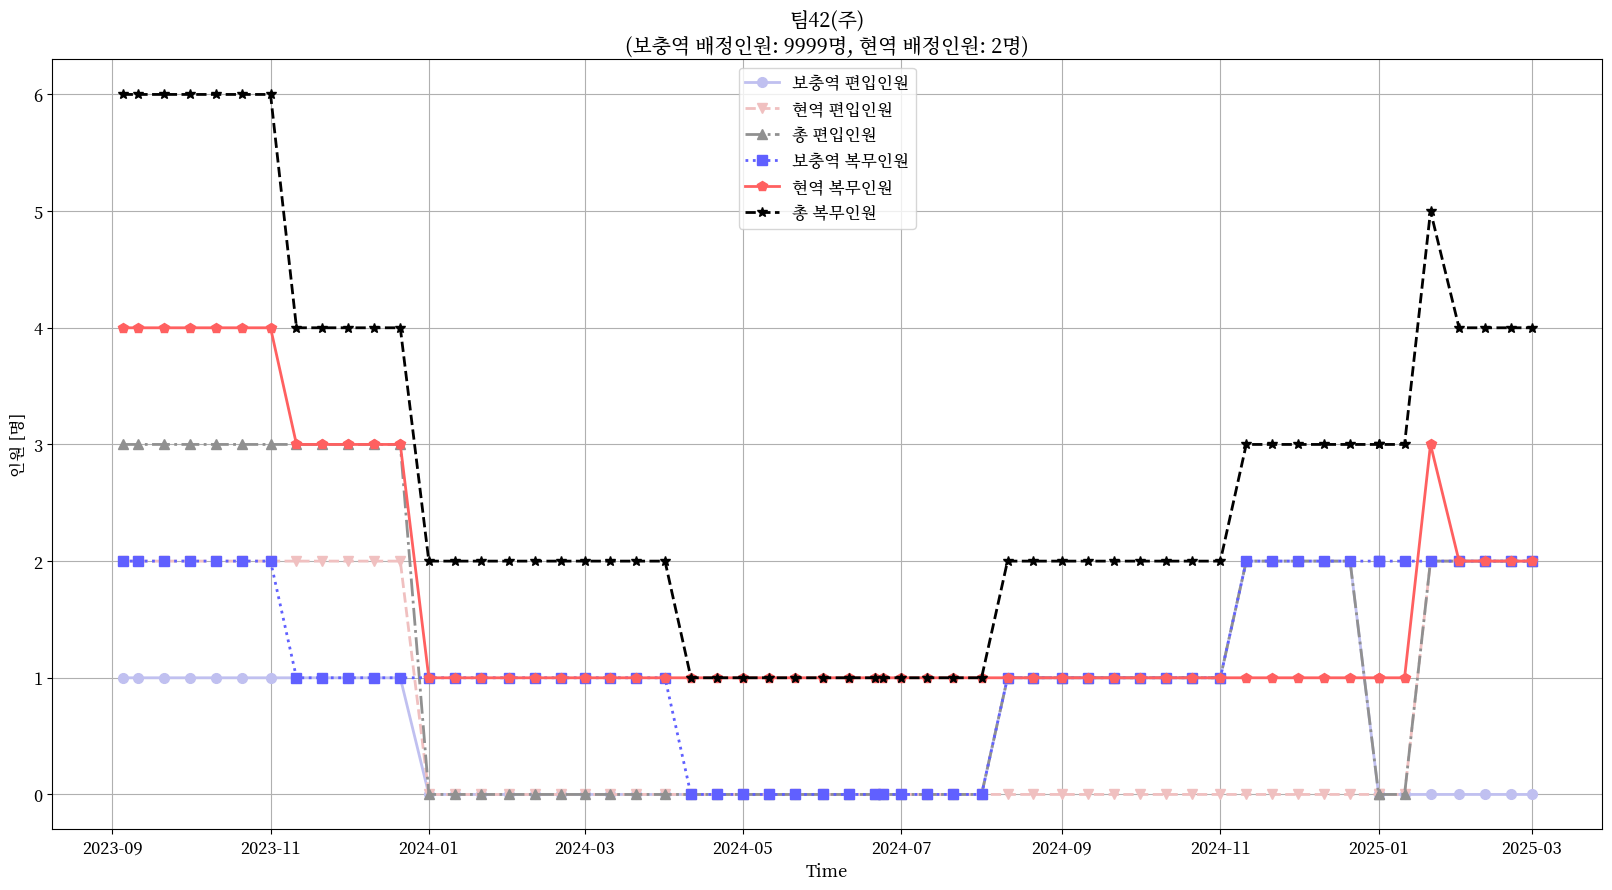 팀42(주)
(보충역 배정인원: 9999명, 현역 배정인원: 2명)
보충역 편입인원
현역 편입인원
총 편입인원
보충역 복무인원
현역 복무인원
총 복무인원
인원 [명]
6
5
4
3
2
1
0
2023-09
2023-11
2024-01
2024-03
2024-05
2024-07
2024-09
2024-11
2025-01
2025-03
Time